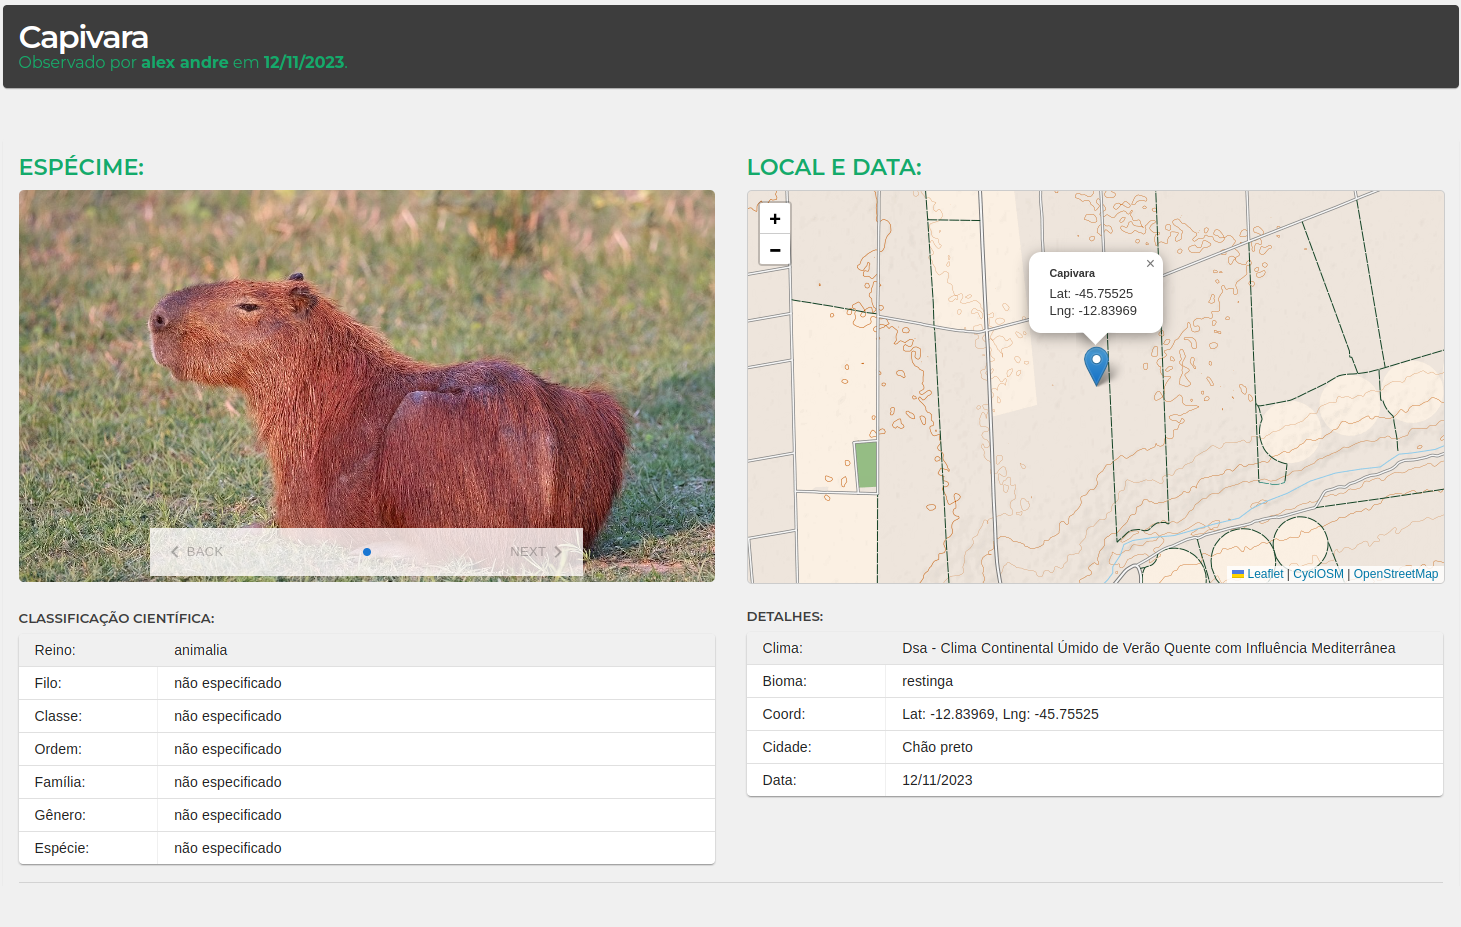 Capivara
Observado por alex andre em 12/11/2023.
ESPÉCIME:
BACK
NEXT
CLASSIFICAÇÃO CIENTÍFICA:
Reino: animalia
Filo: não especificado
Classe: não especificado
Ordem: não especificado
Família: não especificado
Gênero: não especificado
Espécie: não especificado
LOCAL E DATA:
+
−
×
Capivara
Lat: -45.75525
Lng: -12.83969
Leaflet | CyclOSM | OpenStreetMap
DETALHES:
Clima: Dsa - Clima Continental Úmido de Verão Quente com Influência Mediterrânea
Bioma: restinga
Coord: Lat: -12.83969, Lng: -45.75525
Cidade: Chão preto
Data: 12/11/2023